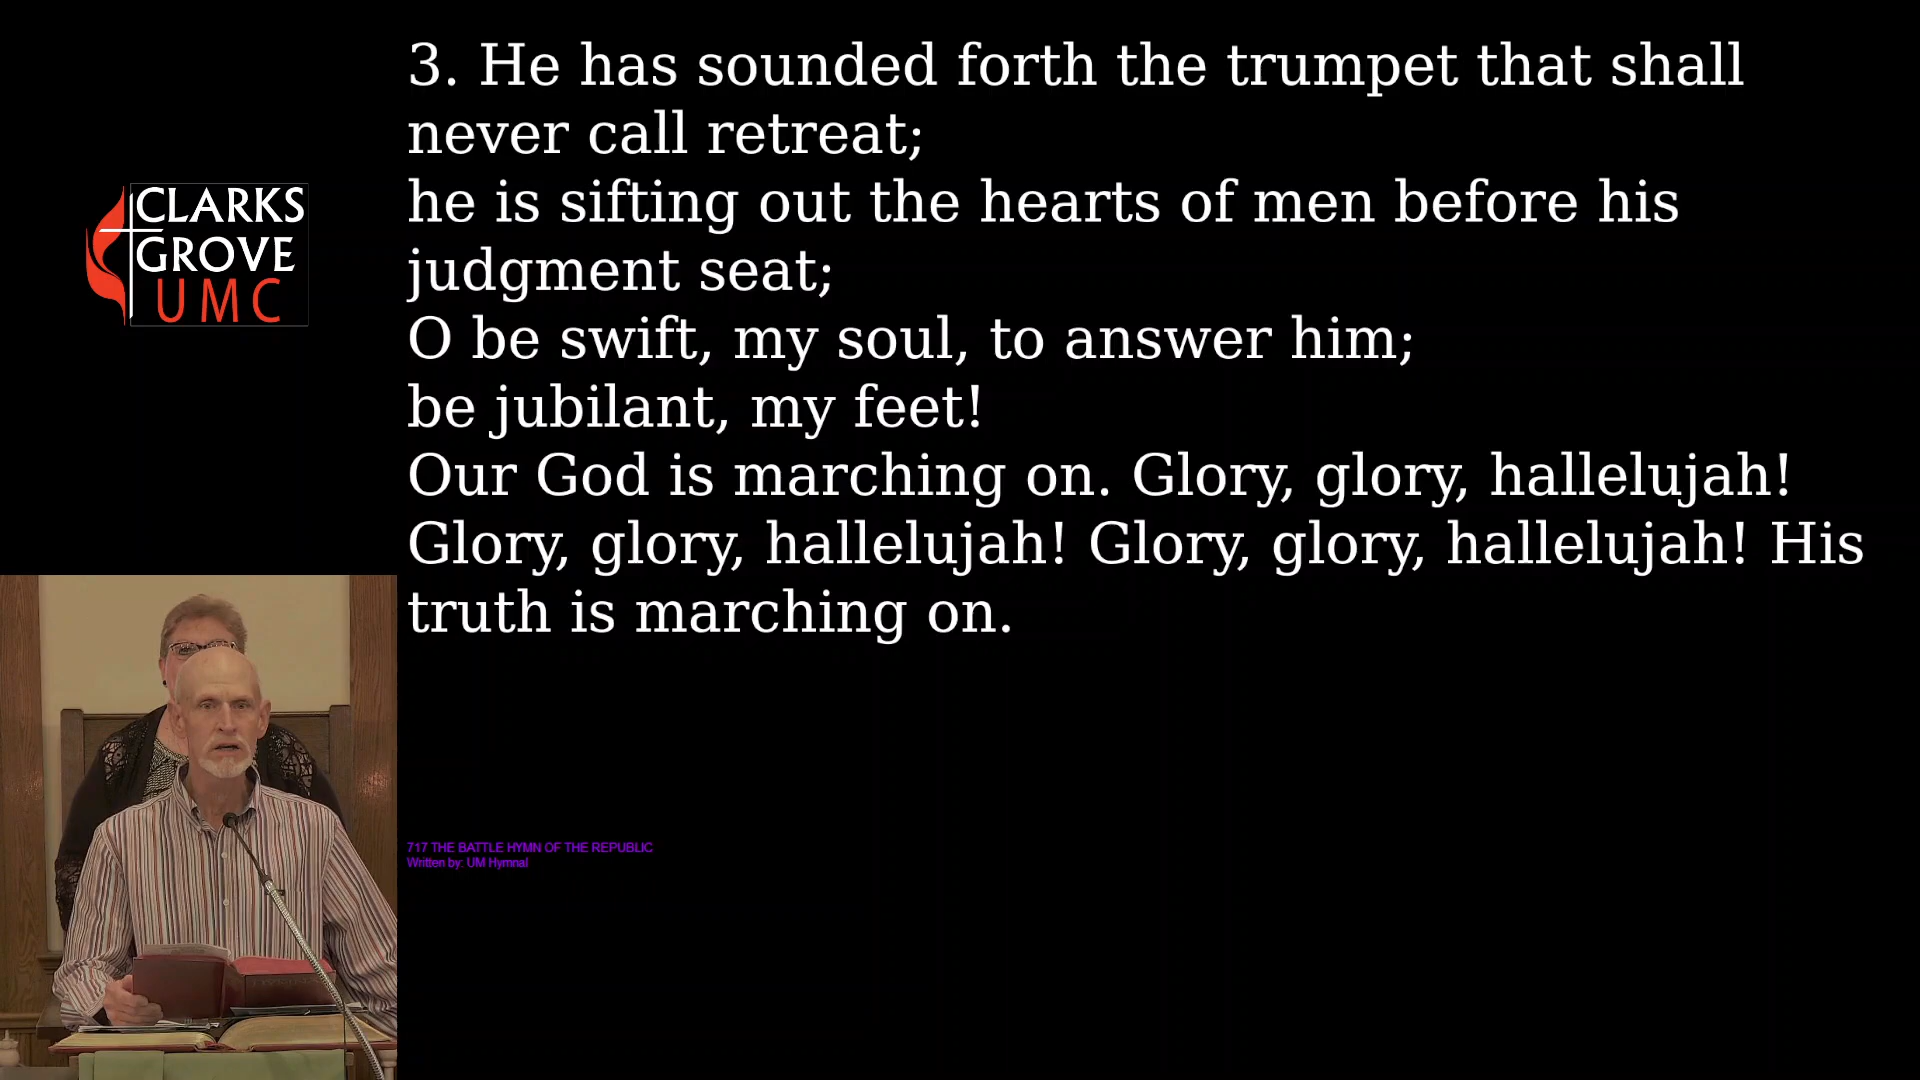 CLARKS
GROVE
UMC
3. He has sounded forth the trumpet that shall
never call retreat;
he is sifting out the hearts of men before his
judgment seat;
O be swift, my soul, to answer him;
be jubilant, my feet!
Our God is marching on. Glory, glory, hallelujah!
Glory, glory, hallelujah! Glory, glory, hallelujah! His
truth is marching on.
717 THE BATTLE HYMN OF THE REPUBLIC
Written by: UM Hymnal